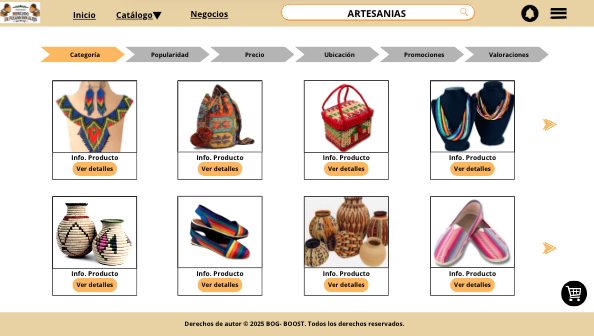 Inicio
Catálogo
Negocios
ARTESANIAS
Categoría
Popularidad
Precio
Ubicación
Promociones
Valoraciones
Info. Producto
Ver detalles
Info. Producto
Ver detalles
Info. Producto
Ver detalles
Info. Producto
Ver detalles
Info. Producto
Ver detalles
Info. Producto
Ver detalles
Info. Producto
Ver detalles
Info. Producto
Ver detalles
Derechos de autor © 2025 BOG- BOOST. Todos los derechos reservados.